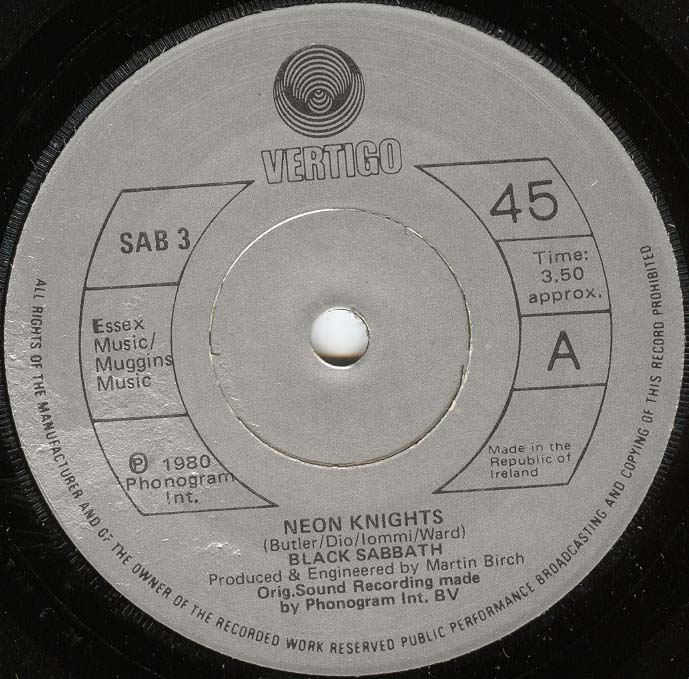 VERTIGO
SAB 3
Essex
Music/
Muggins
Music
℗ 1980
Phonogram
Int.
45
Time:
3.50
approx.
A
Made in the
Republic of
Ireland
NEON KNIGHTS
(Butler/Dio/Iommi/Ward)
BLACK SABBATH
Produced & Engineered by Martin Birch
Orig.Sound Recording made
by Phonogram Int. BV
ALL RIGHTS OF THE MANUFACTURER AND OF THE OWNER OF THE RECORDED WORK RESERVED PUBLIC PERFORMANCE BROADCASTING AND COPYING OF THIS RECORD PROHIBITED